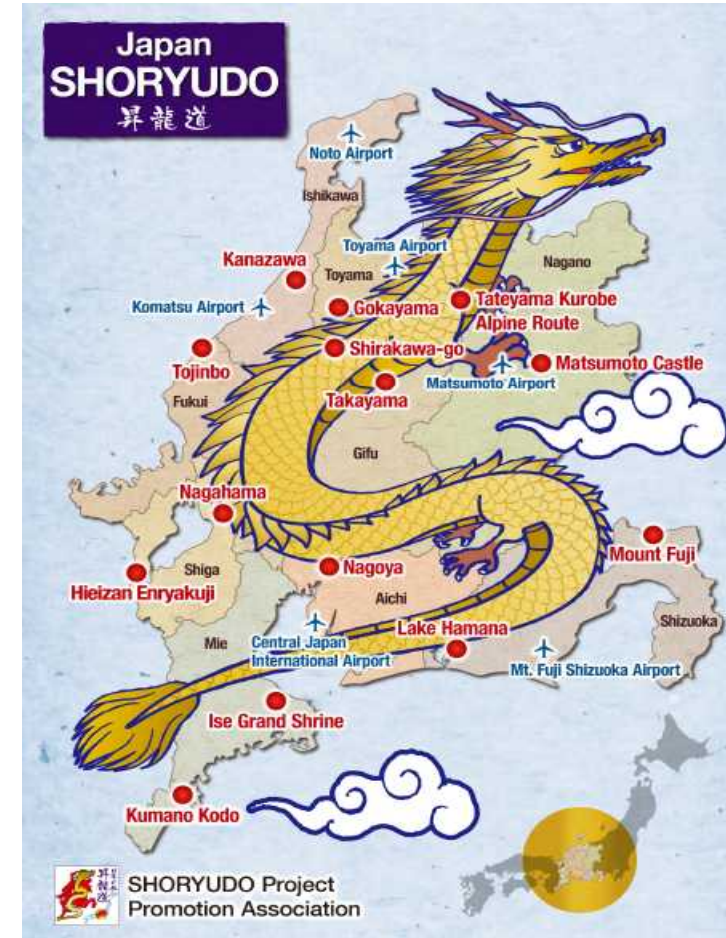 Japan
SHORYUDO
昇龍道
Noto Airport
Ishikawa
Toyama Airport
Kanazawa
Toyama
Nagano
Komatsu Airport
Gokayama
Tateyama Kurobe
Alpine Route
Tojinbo
Shirakawa-go
Matsumoto Castle
Matsumoto Airport
Fukui
Takayama
Gifu
Nagahama
Mount Fuji
Shiga
Nagoya
Hieizan Enryakuji
Aichi
Shizuoka
Mie
Central Japan
International Airport
Lake Hamana
Mt. Fuji Shizuoka Airport
Ise Grand Shrine
Kumano Kodo
昇龍道
SHORYUDO Project
Promotion Association